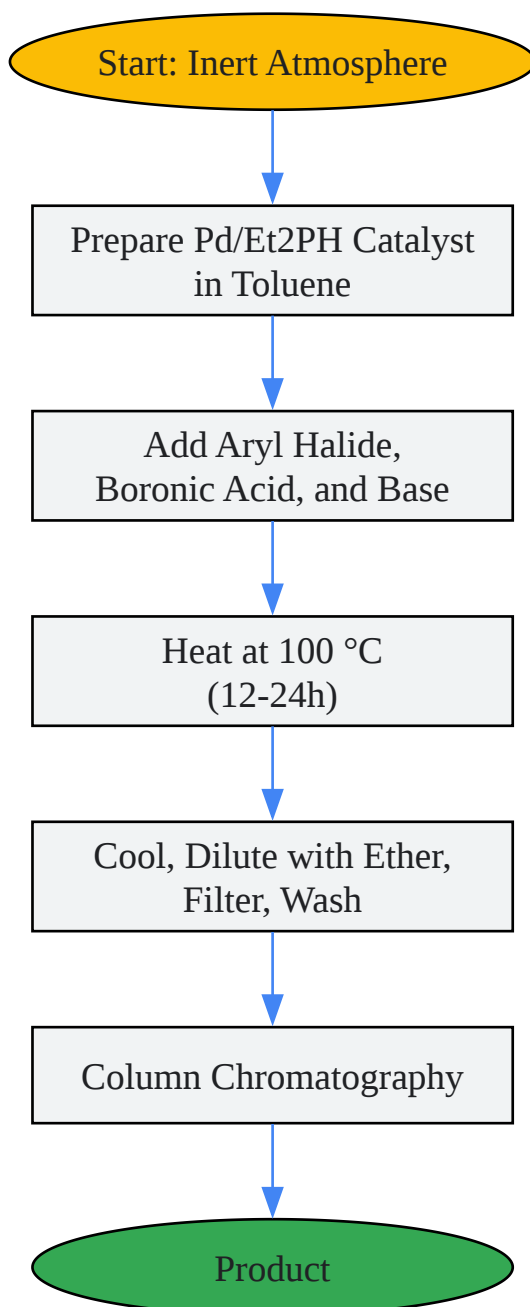 Start: Inert Atmosphere
Prepare Pd/Et2PH Catalyst
in Toluene
Add Aryl Halide,
Boronic Acid, and Base
Heat at 100 °C
(12-24h)
Cool, Dilute with Ether,
Filter, Wash
Column Chromatography
Product